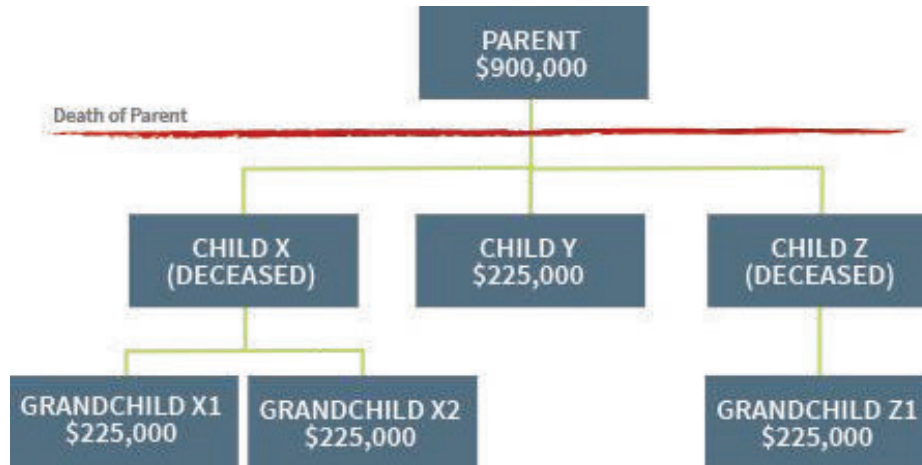 PARENT
$900,000
Death of Parent
CHILD X
(DECEASED)
CHILD Y
$225,000
CHILD Z
(DECEASED)
GRANDCHILD X1
$225,000
GRANDCHILD X2
$225,000
GRANDCHILD Z1
$225,000